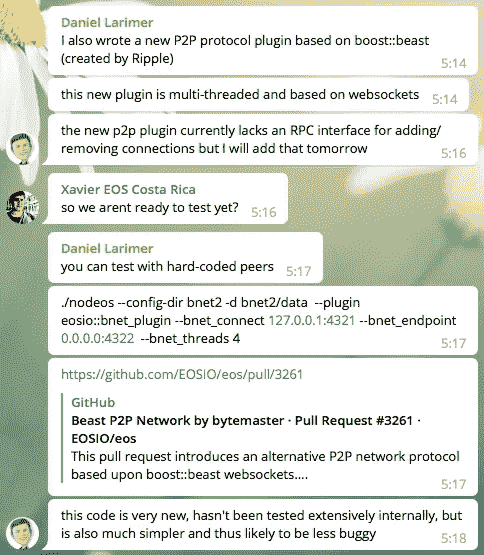 Daniel Larimer
I also wrote a new P2P protocol plugin based on boost::beast
(created by Ripple)
5:14
this new plugin is multi-threaded and based on websockets 5:14
the new p2p plugin currently lacks an RPC interface for adding/
removing connections but I will add that tomorrow
5:16
Xavier EOS Costa Rica
so we arent ready to test yet? 5:16
Daniel Larimer
you can test with hard-coded peers 5:17
./nodeos --config-dir bnet2 -d bnet2/data --plugin
eosio::bnet_plugin --bnet_connect 127.0.0.1:4321 --bnet_endpoint
0.0.0.0:4322 --bnet_threads 4
5:17
https://github.com/EOSIO/eos/pull/3261
GitHub
Beast P2P Network by bytemaster · Pull Request #3261 ·
EOSIO/eos
This pull request introduces an alternative P2P network protocol
based upon boost::beast websockets....
5:17
this code is very new, hasn't been tested extensively internally, but
is also much simpler and thus likely to be less buggy 5:18